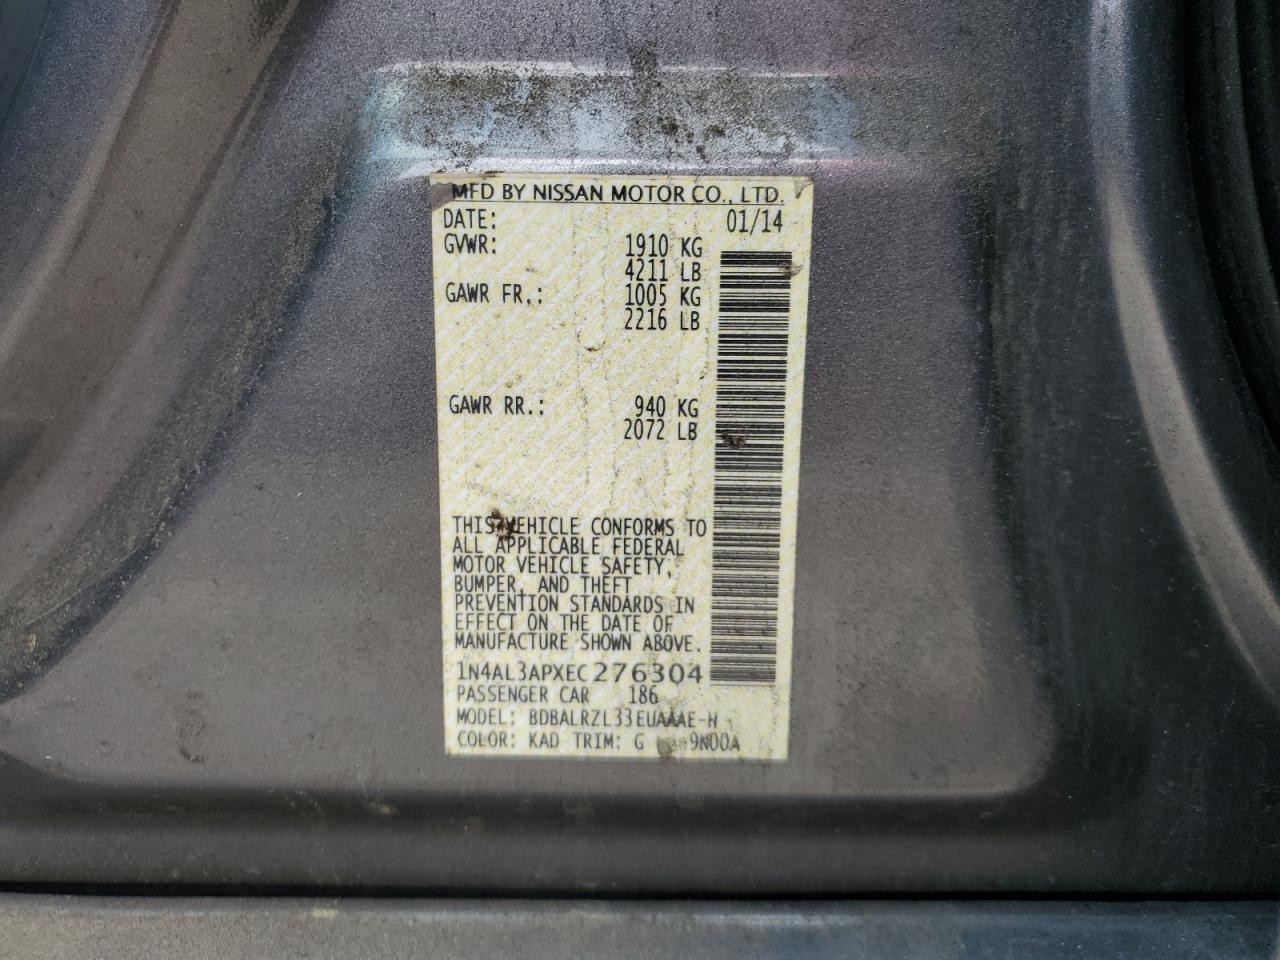 MFD BY NISSAN MOTOR CO., LTD.
DATE: 01/14
GVWR: 1910 KG
4211 LB
GAWR FR.: 1005 KG
2216 LB
GAWR RR.: 940 KG
2072 LB
THIS VEHICLE CONFORMS TO
ALL APPLICABLE FEDERAL
MOTOR VEHICLE SAFETY,
BUMPER, AND THEFT
PREVENTION STANDARDS IN
EFFECT ON THE DATE OF
MANUFACTURE SHOWN ABOVE.
1N4AL3APXEC276304
PASSENGER CAR 186
MODEL: BDBALRZL33EUAAAE-H
COLOR: KAD TRIM: G 9N00A